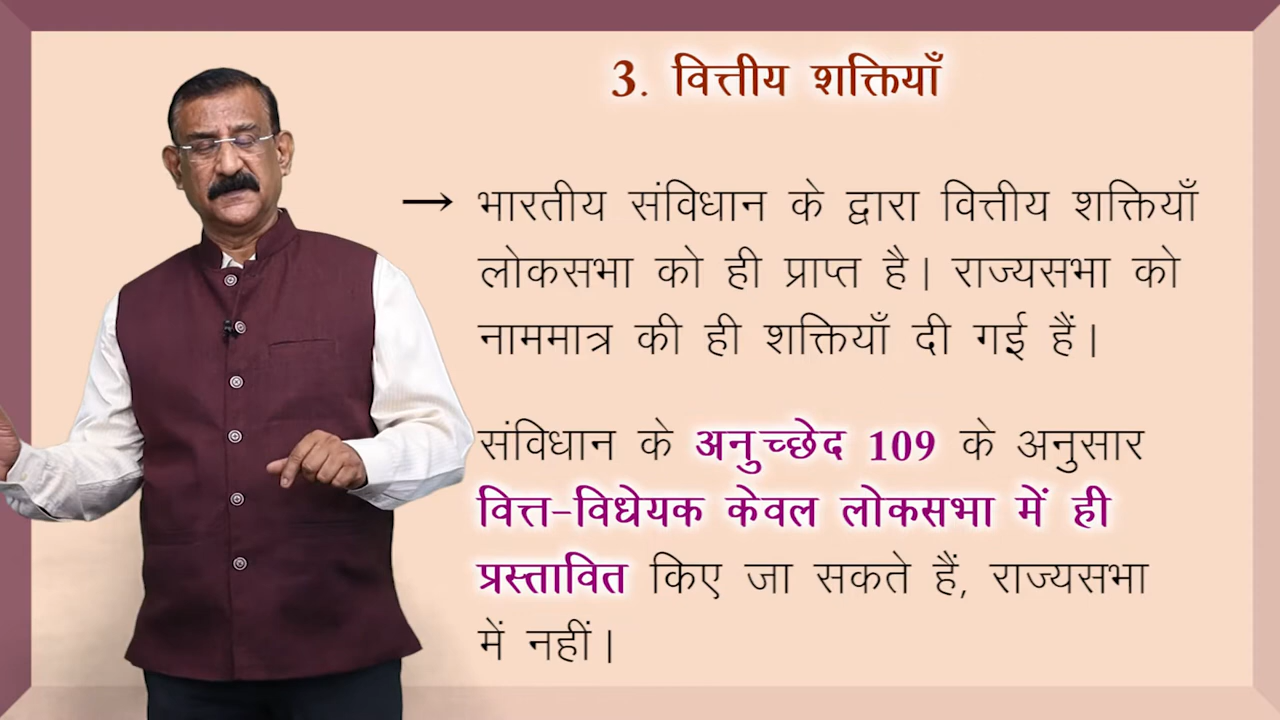 3. वित्तीय शक्तियाँ
→ भारतीय संविधान के द्वारा वित्तीय शक्तियाँ
लोकसभा को ही प्राप्त है। राज्यसभा को
नाममात्र की ही शक्तियाँ दी गई हैं।
संविधान के अनुच्छेद 109 के अनुसार
वित्त-विधेयक केवल लोकसभा में ही
प्रस्तावित किए जा सकते हैं, राज्यसभा
में नहीं।